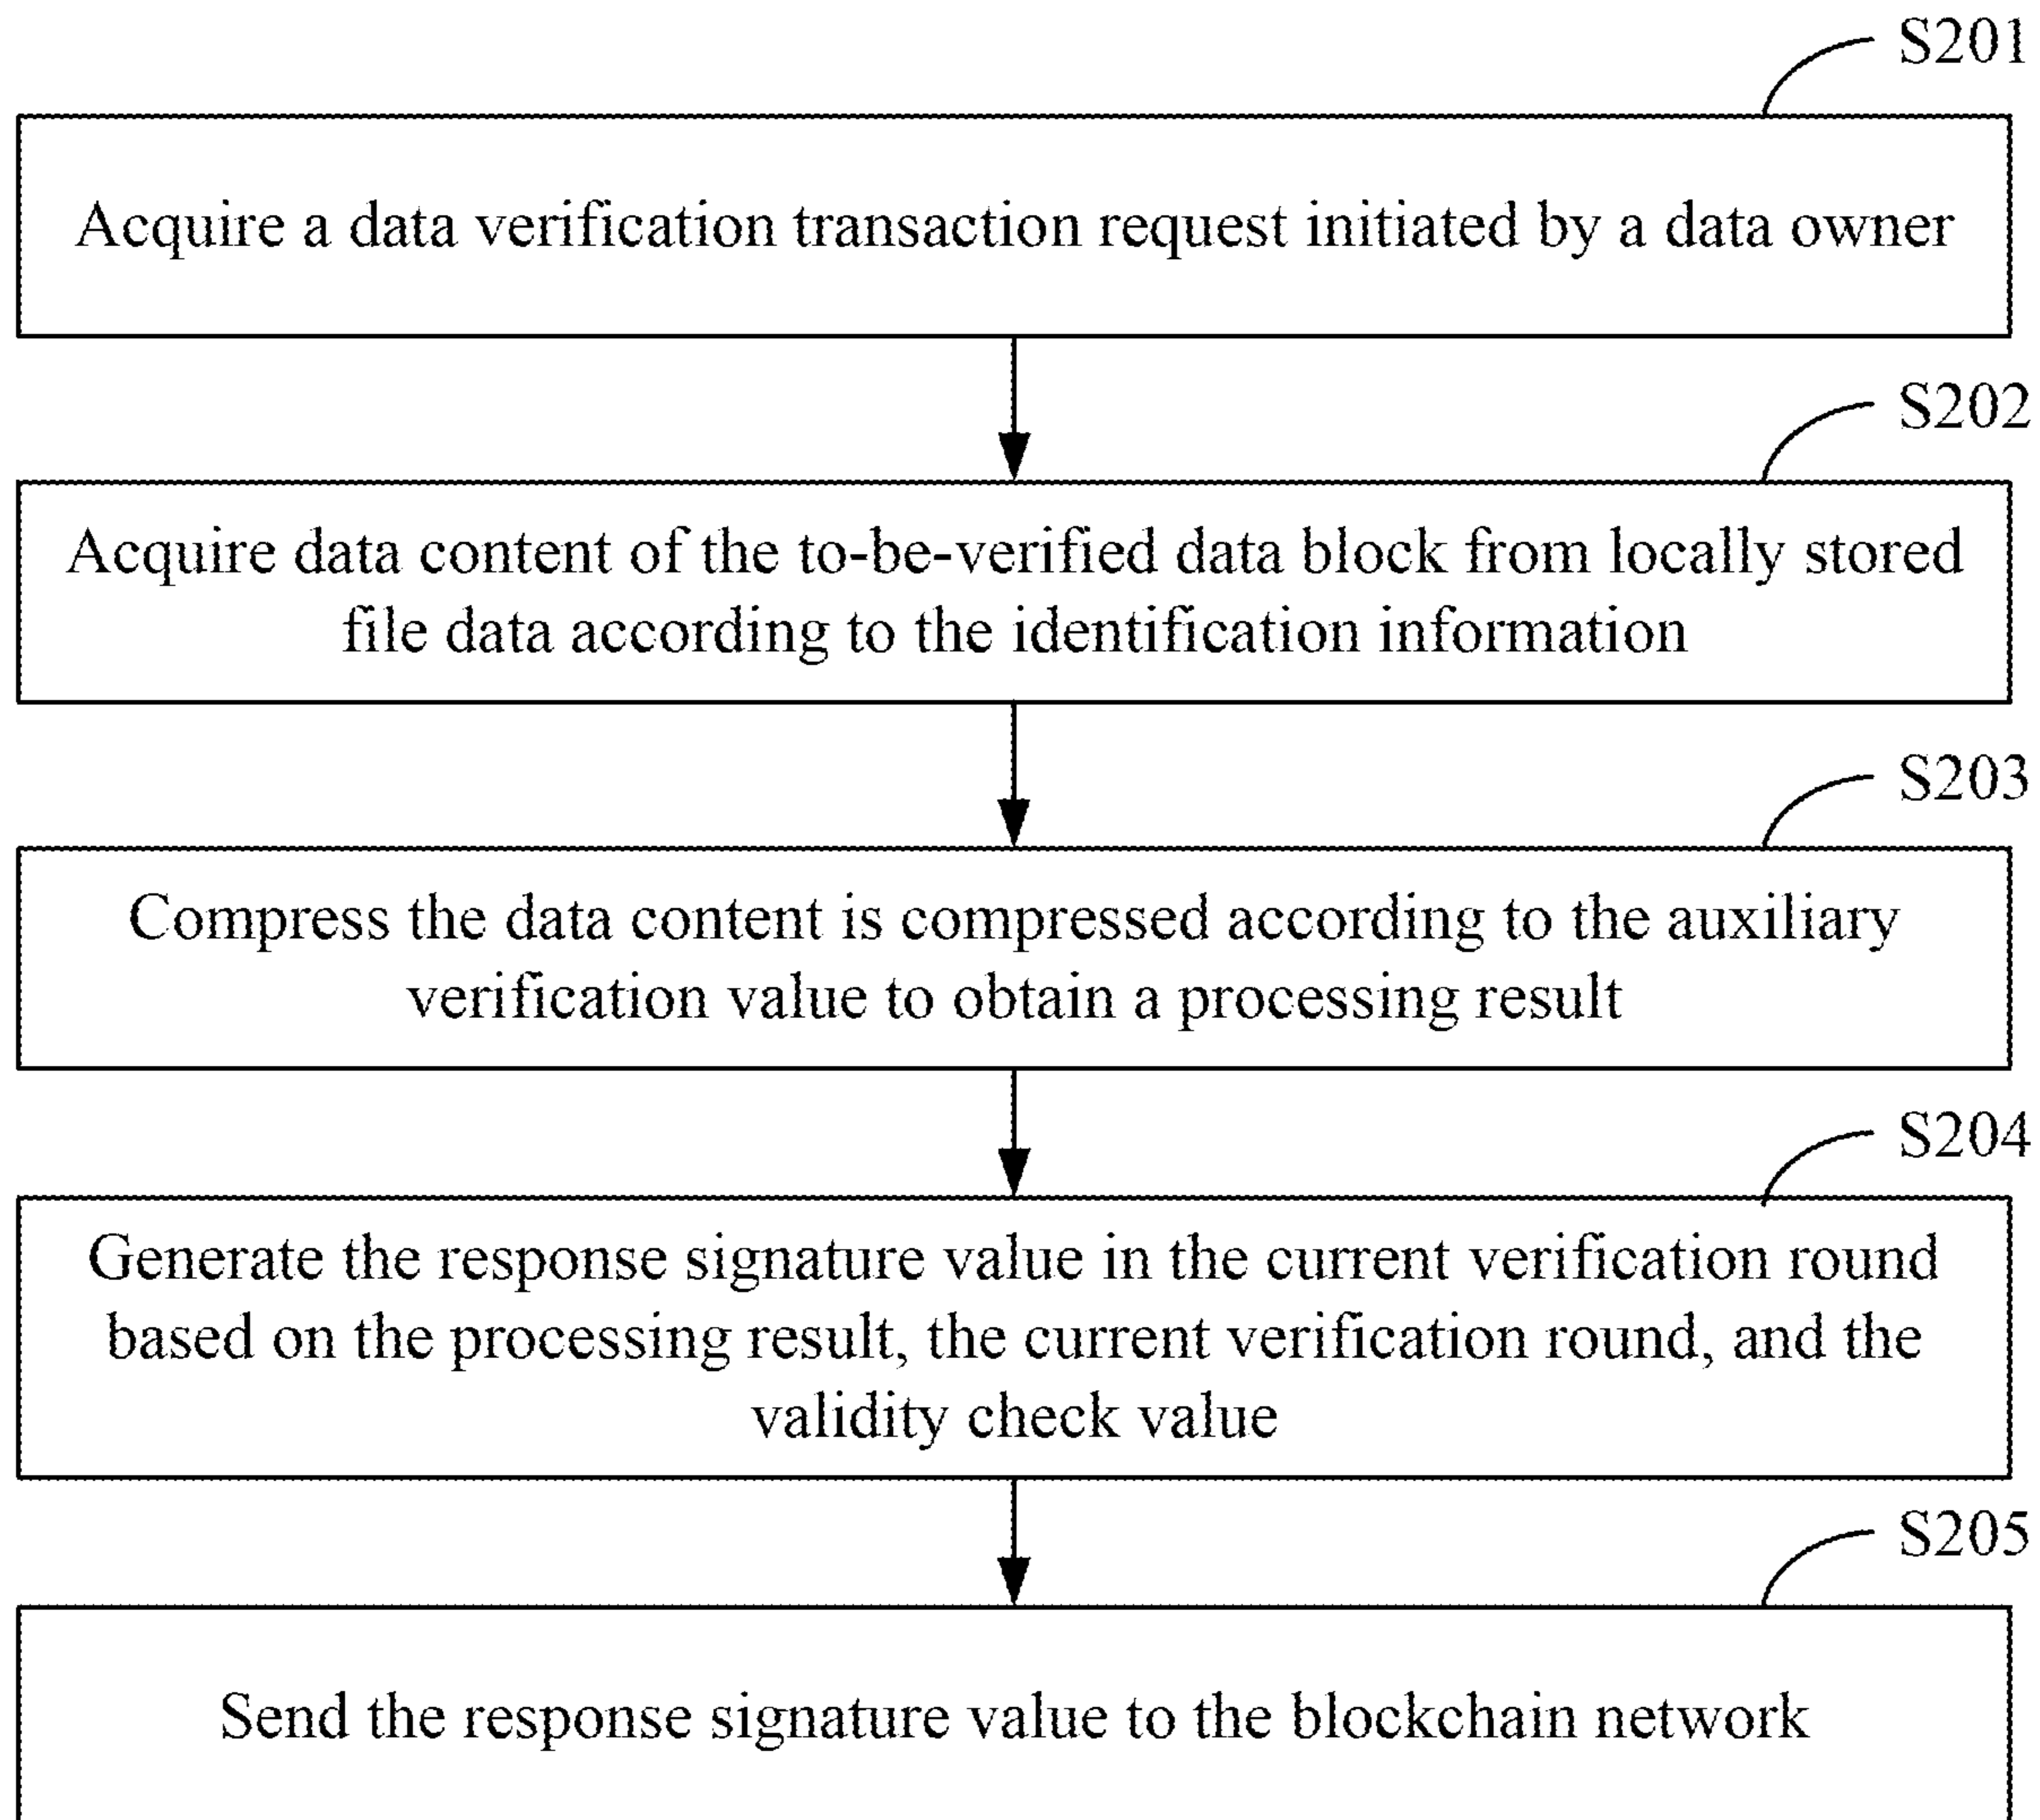 S201
Acquire a data verification transaction request initiated by a data owner
S202
Acquire data content of the to-be-verified data block from locally stored
file data according to the identification information
S203
Compress the data content is compressed according to the auxiliary
verification value to obtain a processing result
S204
Generate the response signature value in the current verification round
based on the processing result, the current verification round, and the
validity check value
S205
Send the response signature value to the blockchain network